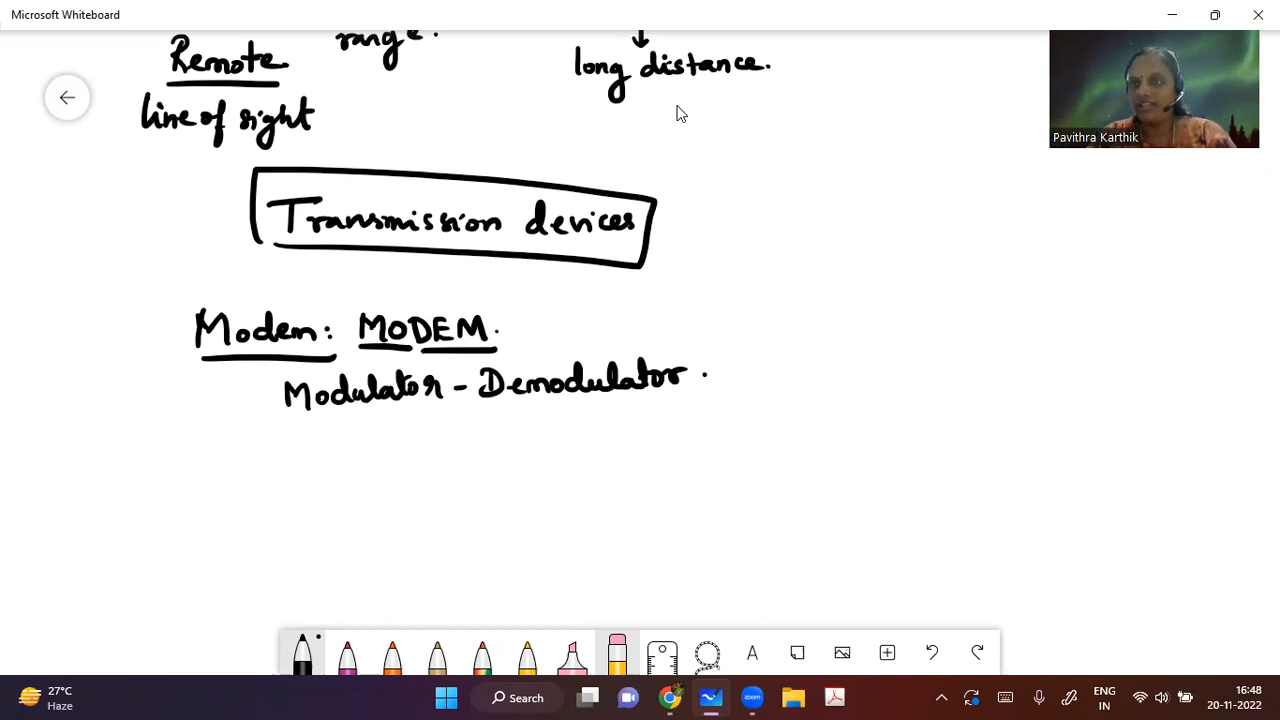 Microsoft Whiteboard
range.
Remote
long distance.
line of sight
Pavithra Karthik
Transmission devices
Modem: MODEM.
Modulator - Demodulator.
A
27°C
Haze
Search
ENG
IN
16:48
20-11-2022